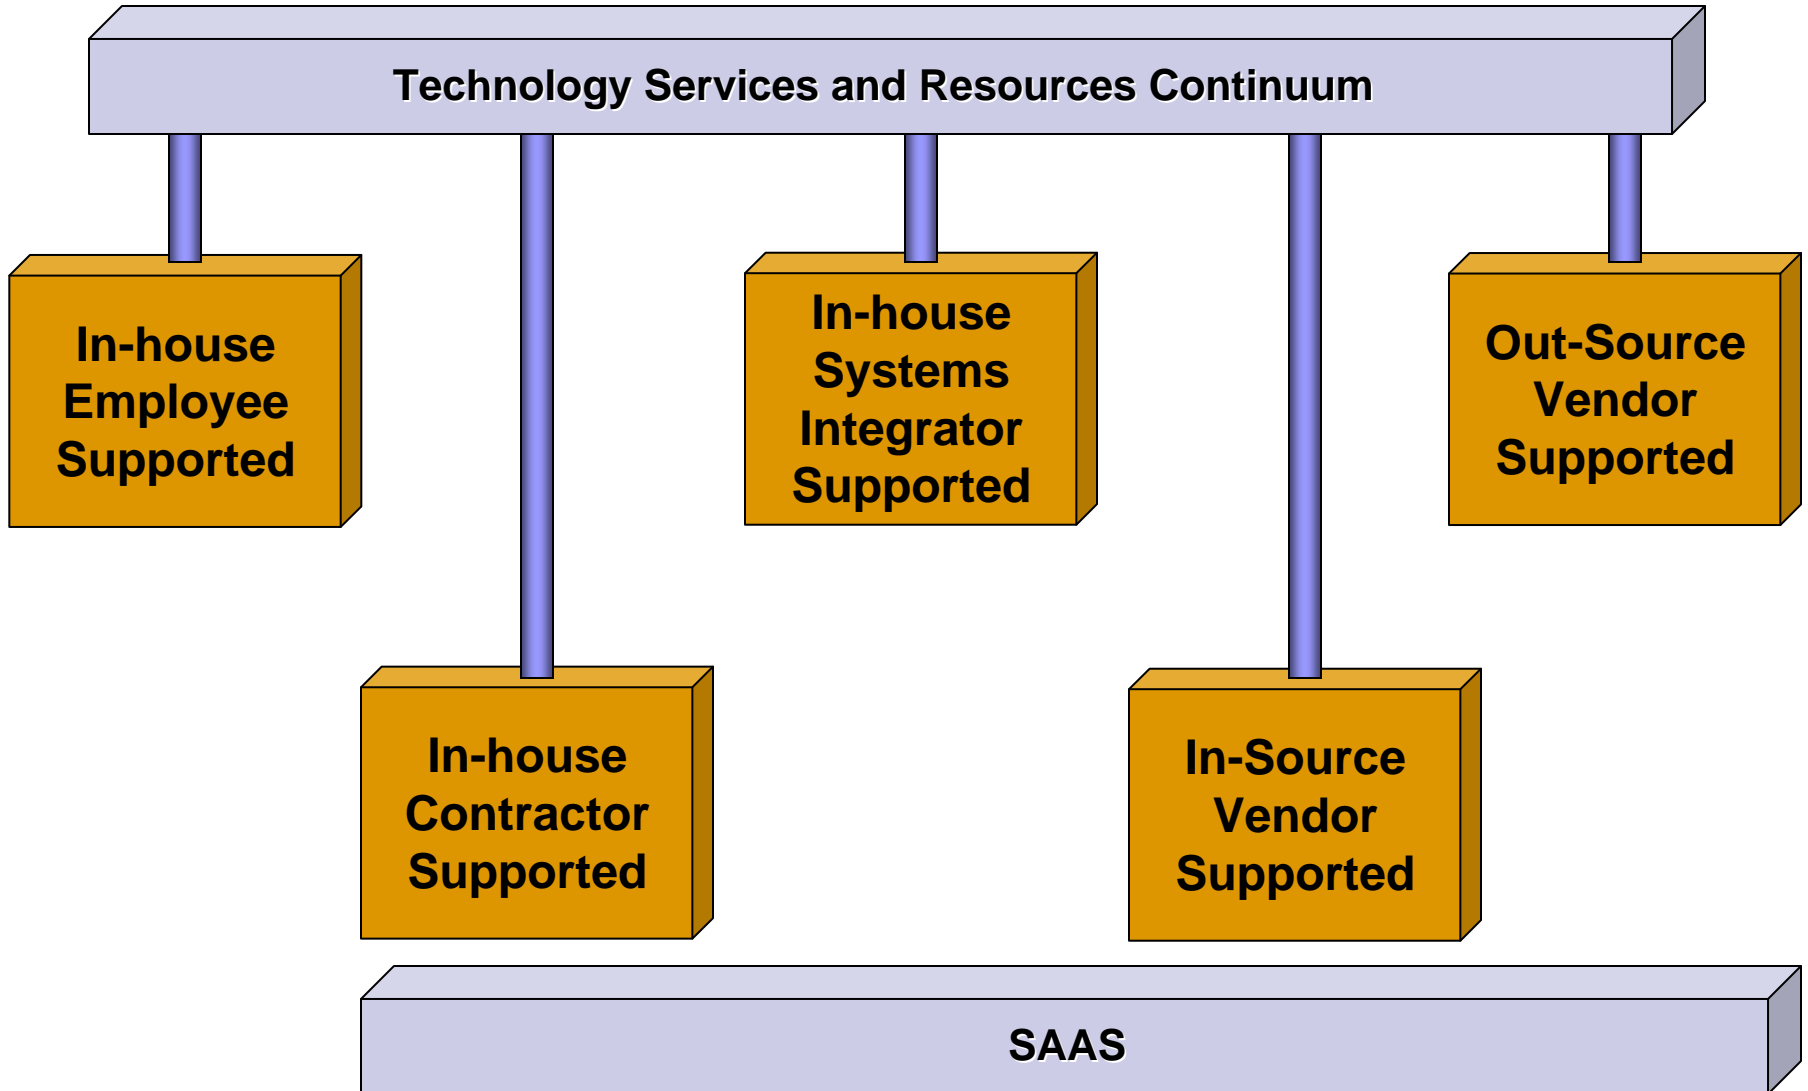 Technology Services and Resources Continuum
In-house
Employee
Supported
In-house
Systems
Integrator
Supported
Out-Source
Vendor
Supported
In-house
Contractor
Supported
In-Source
Vendor
Supported
SAAS